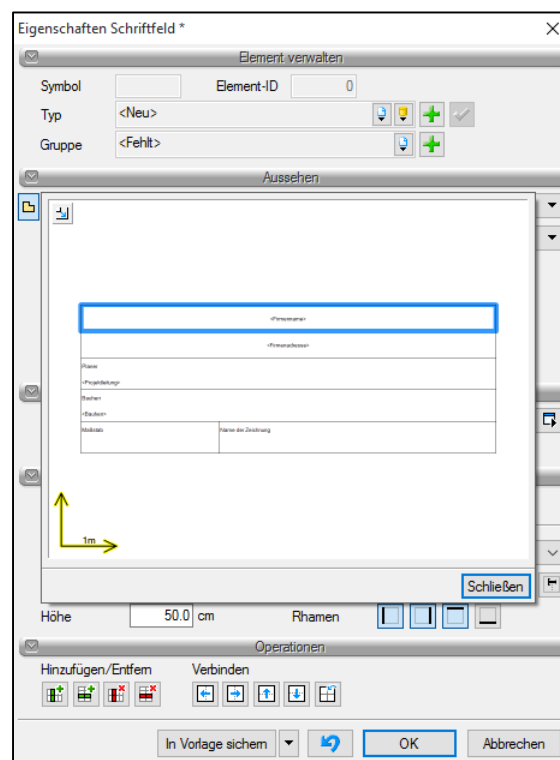 Eigenschaften Schriftfeld *
Element verwalten
Symbol Element-ID 0
Typ <Neu>
Gruppe <Fehlt>
Aussehen
<Firmenname>
<Firmenadresse>
Planer
<Projektleitung>
Bauherr
<Bauherr>
Maßstab Name der Zeichnung
1m
Schließen
Höhe 50.0 cm Rhamen
Operationen
Hinzufügen/Entfern Verbinden
In Vorlage sichern OK Abbrechen